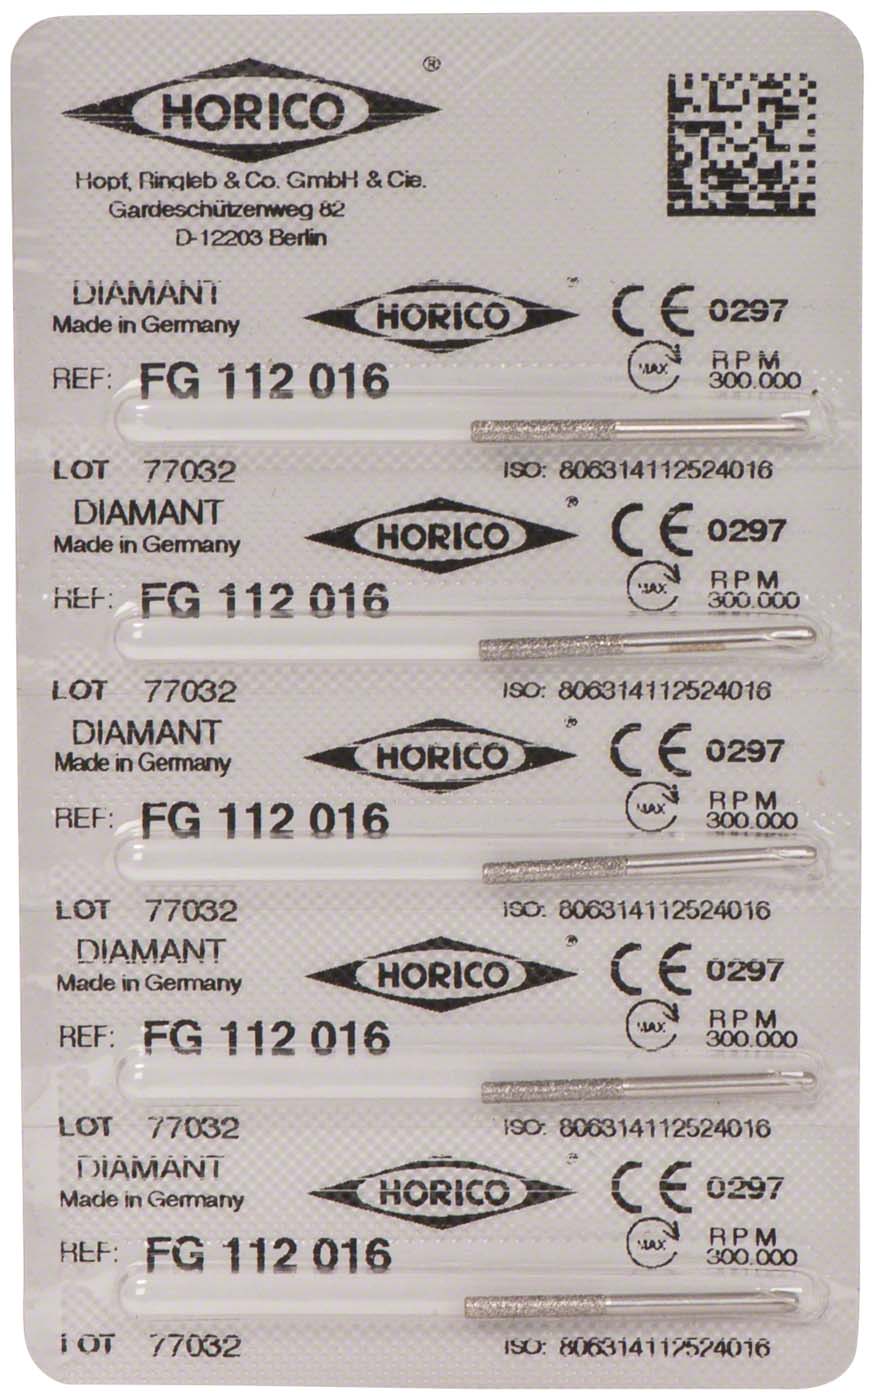 HORICO ®
Hopf, Ringleb & Co. GmbH & Cie.
Gardeschützenweg 82
D-12203 Berlin
DIAMANT HORICO CE 0297
Made in Germany
MAX RPM
REF: FG 112 016 300.000
LOT 77032 ISO: 806314112524016
DIAMANT HORICO ® CE 0297
Made in Germany
MAX RPM
REF: FG 112 016 300.000
LOT 77032 ISO: 806314112524016
DIAMANT HORICO ® CE 0297
Made in Germany
MAX RPM
REF: FG 112 016 300.000
LOT 77032 ISO: 806314112524016
DIAMANT HORICO ® CE 0297
Made in Germany
MAX RPM
REF: FG 112 016 300.000
LOT 77032 ISO: 806314112524016
DIAMANT HORICO CE 0297
Made in Germany
MAX RPM
REF: FG 112 016 300.000
LOT 77032 ISO: 806314112524016